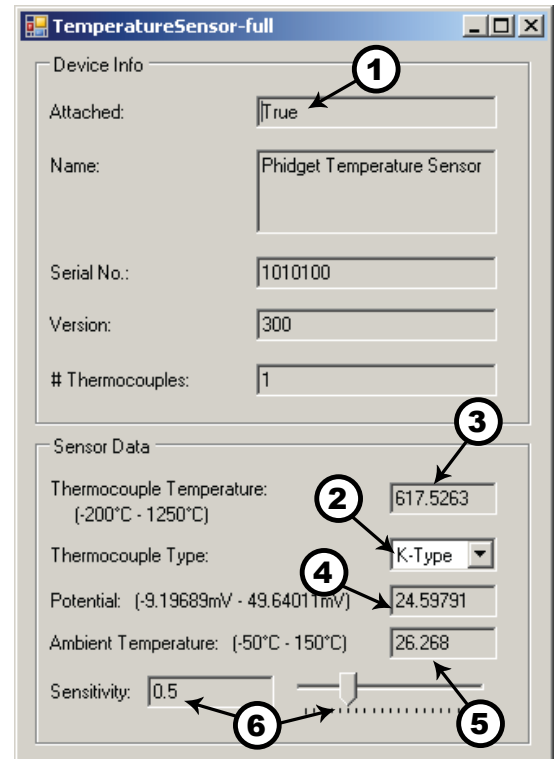 TemperatureSensor-full
Device Info
1
Attached:
True
Name:
Phidget Temperature Sensor
Serial No.:
1010100
Version:
300
# Thermocouples:
1
3
Sensor Data
Thermocouple Temperature:
617.5263
2
(-200°C - 1250°C)
Thermocouple Type:
K-Type
4
Potential: (-9.19689mV - 49.64011mV)
24.59791
Ambient Temperature: (-50°C - 150°C)
26.268
Sensitivity:
0.5
6
5